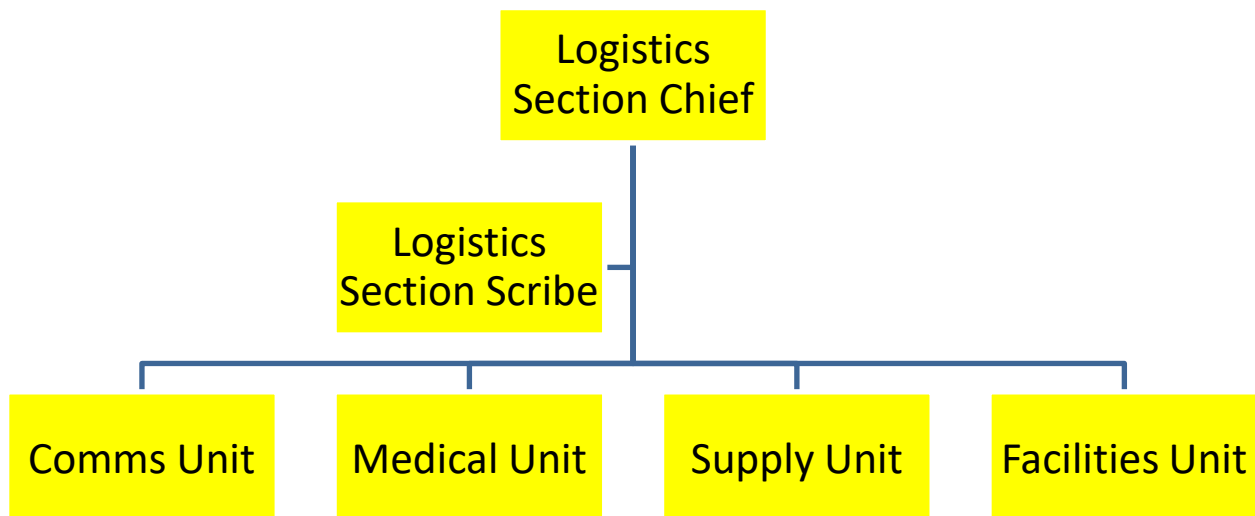 Logistics
Section Chief
Logistics
Section Scribe
Comms Unit
Medical Unit
Supply Unit
Facilities Unit